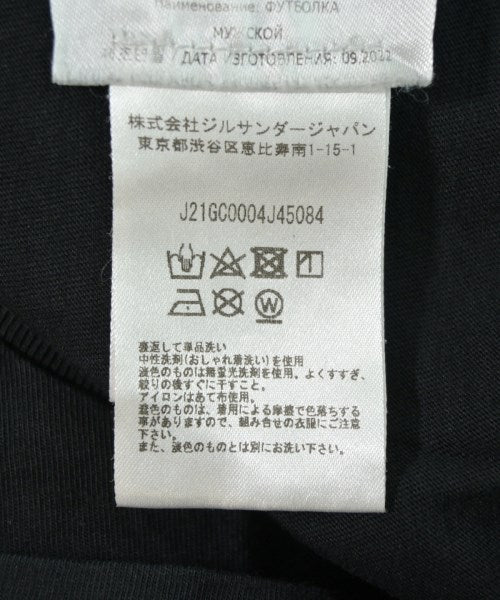 Наименование: ФУТБОЛКА
МУЖСКОЙ
ДАТА ИЗГОТОВЛЕНИЯ: 09.2022
株式会社ジルサンダージャパン
東京都渋谷区恵比寿南1-15-1
J21GC0004J45084
W
裏返して単品洗い
中性洗剤(おしゃれ着洗い)を使用
淡色のものは無蛍光洗剤を使用。よくすすぎ、
絞りの後すぐに干すこと。
アイロンはあて布使用。
濃色のものは、着用による摩擦で色落ちする
事がありますので、組み合せの衣服にご注意
下さい。
また、淡色のものとは別にお洗い下さい。